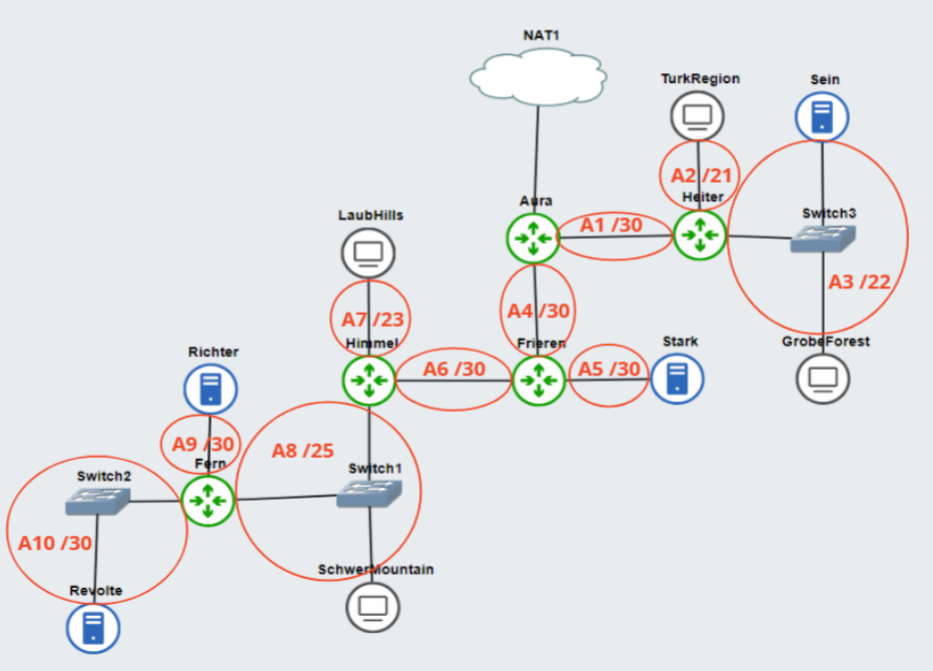 NAT1
TurkRegion
Sein
A2 /21
Heiter
Aura
A1 /30
Switch3
LaubHills
A3 /22
A7 /23
A4 /30
Himmel
Frieren
Stark
GrobeForest
Richter
A6 /30
A5 /30
A9 /30
A8 /25
Fern
Switch1
Switch2
A10 /30
SchwerMountain
Revolte